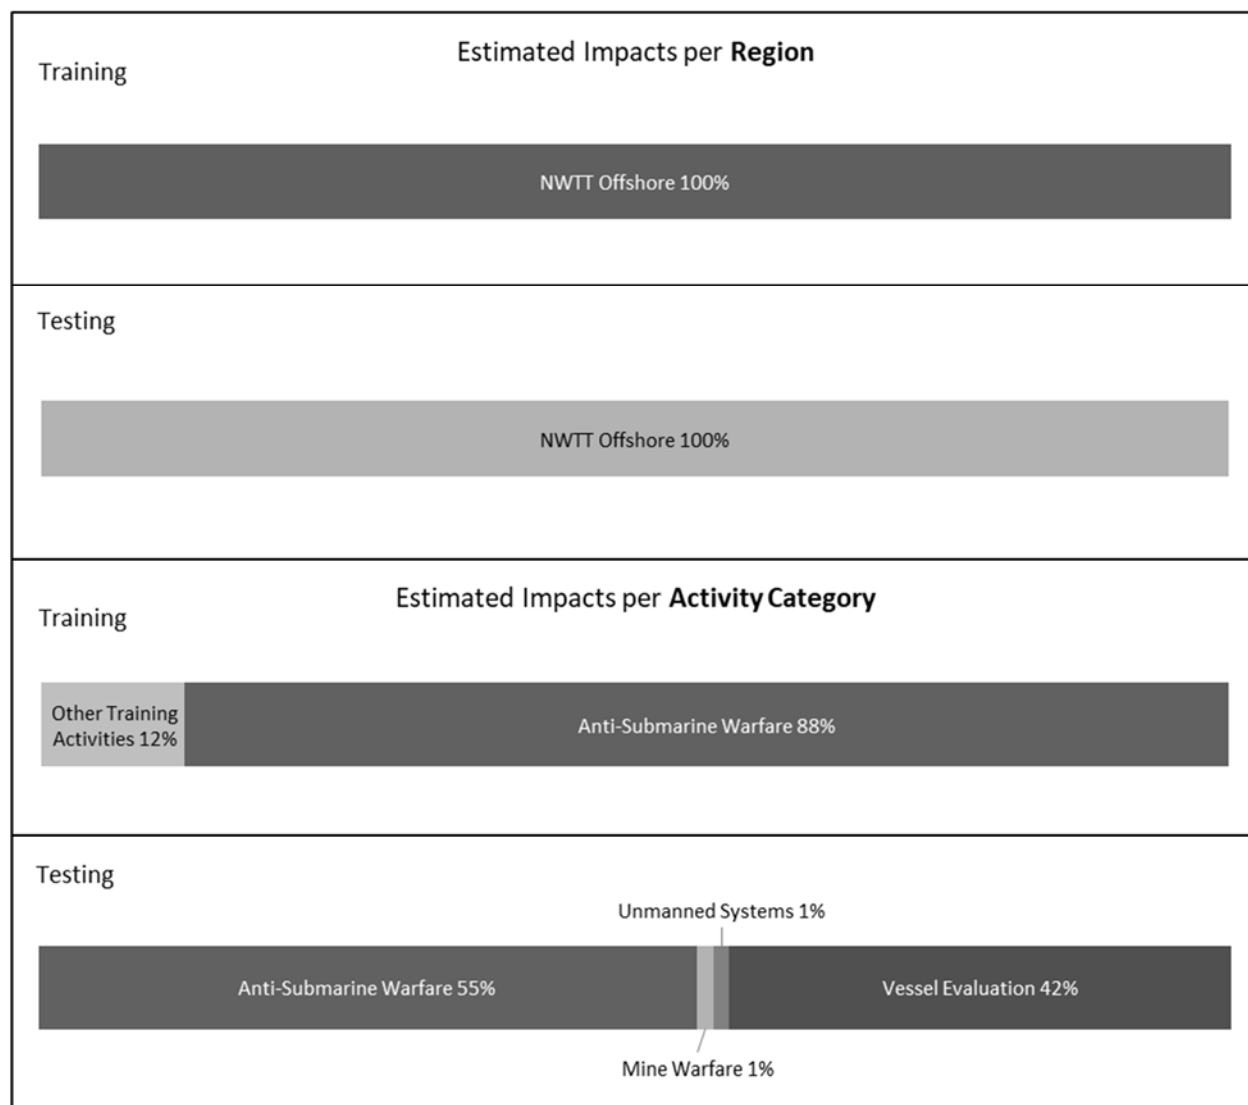 Estimated Impacts per Region
Training
NWTT Offshore 100%
Testing
NWTT Offshore 100%
Estimated Impacts per Activity Category
Training
Other Training
Activities 12%
Anti-Submarine Warfare 88%
Testing
Unmanned Systems 1%
Anti-Submarine Warfare 55%
Vessel Evaluation 42%
Mine Warfare 1%